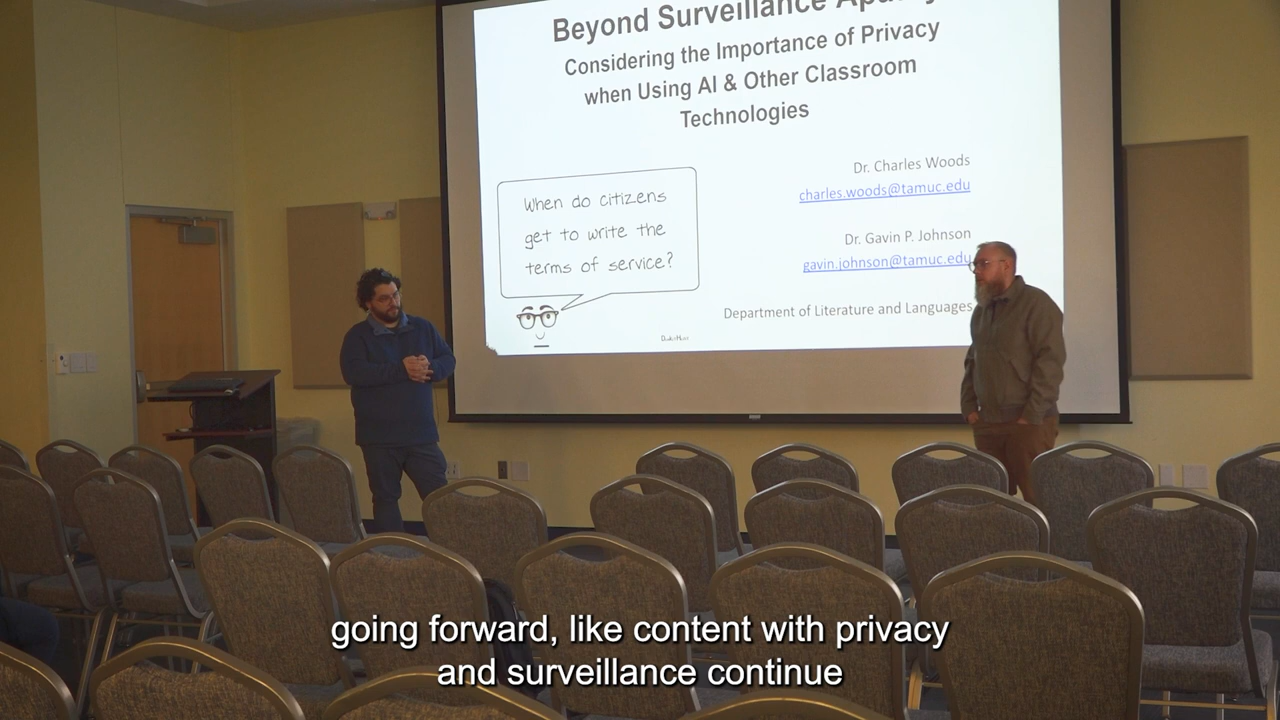 Beyond Surveillance
Considering the Importance of Privacy
when Using AI & Other Classroom
Technologies
When do citizens
get to write the
terms of service?
Dr. Charles Woods
charles.woods@tamuc.edu
Dr. Gavin P. Johnson
gavin.johnson@tamuc.edu
Department of Literature and Languages
going forward, like content with privacy
and surveillance continue